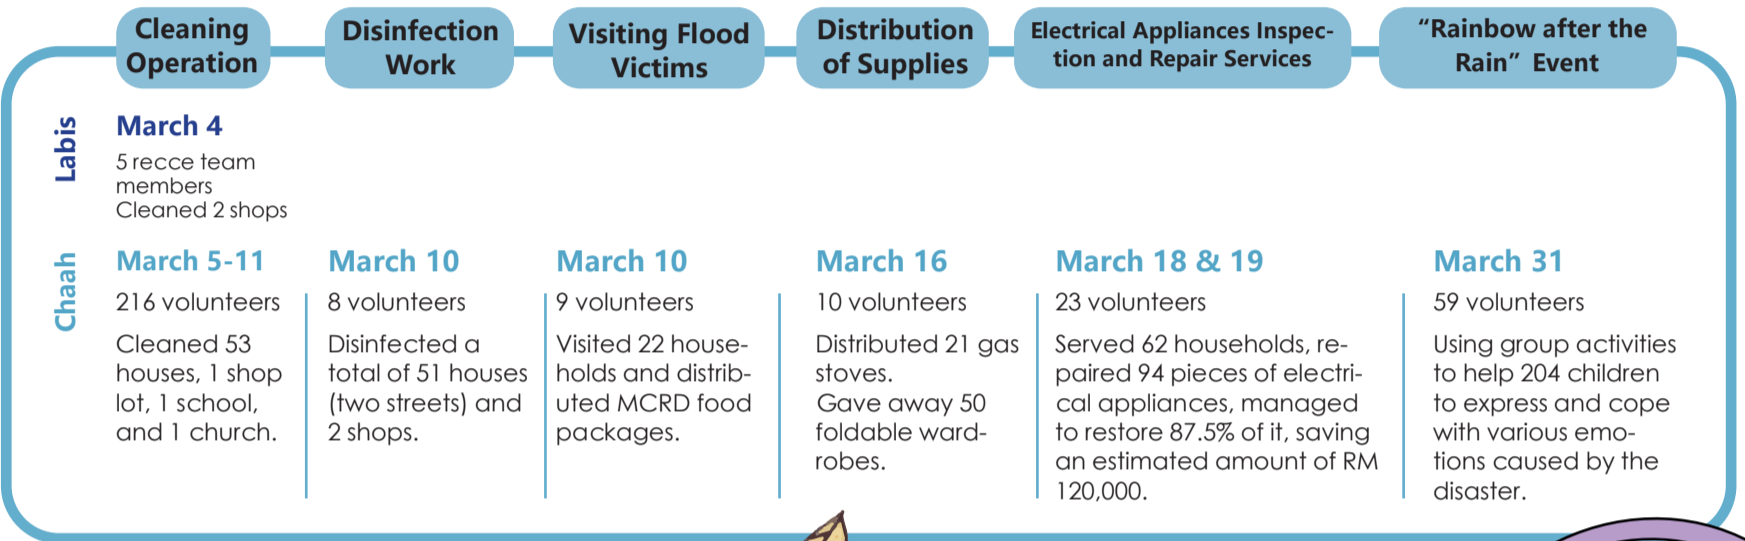 Cleaning
Operation
Disinfection
Work
Visiting Flood
Victims
Distribution
of Supplies
Electrical Appliances Inspec-
tion and Repair Services
“Rainbow after the
Rain” Event
Labis
March 4
5 recce team
members
Cleaned 2 shops
Chaah
March 5-11
216 volunteers
Cleaned 53
houses, 1 shop
lot, 1 school,
and 1 church.
March 10
8 volunteers
Disinfected a
total of 51 houses
(two streets) and
2 shops.
March 10
9 volunteers
Visited 22 house-
holds and distrib-
uted MCRD food
packages.
March 16
10 volunteers
Distributed 21 gas
stoves.
Gave away 50
foldable ward-
robes.
March 18 & 19
23 volunteers
Served 62 households, re-
paired 94 pieces of electri-
cal appliances, managed
to restore 87.5% of it, saving
an estimated amount of RM
120,000.
March 31
59 volunteers
Using group activities
to help 204 children
to express and cope
with various emo-
tions caused by the
disaster.